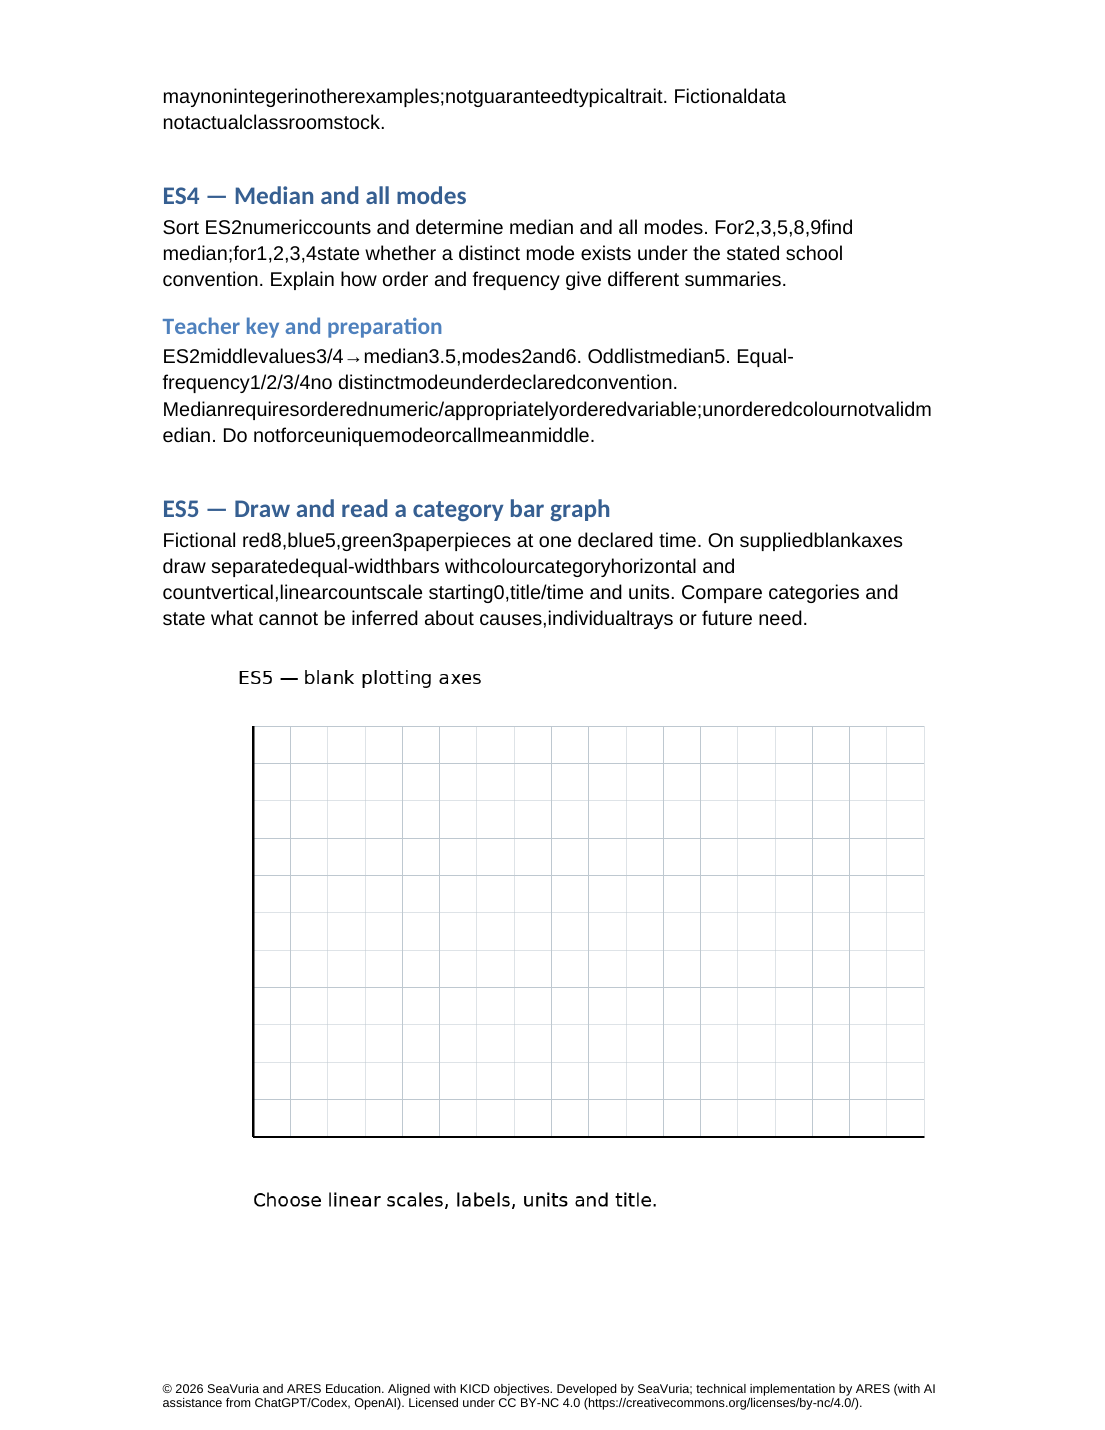 maynonintegerinotherexamples;notguaranteedtypicaltrait. Fictionaldata
notactualclassroomstock.
ES4 — Median and all modes
Sort ES2numericcounts and determine median and all modes. For2,3,5,8,9find
median;for1,2,3,4state whether a distinct mode exists under the stated school
convention. Explain how order and frequency give different summaries.
Teacher key and preparation
ES2middlevalues3/4→median3.5,modes2and6. Oddlistmedian5. Equal-
frequency1/2/3/4no distinctmodeunderdeclaredconvention.
Medianrequiresorderednumeric/appropriatelyorderedvariable;unorderedcolournotvalidm
edian. Do notforceuniquemodeorcallmeanmiddle.
ES5 — Draw and read a category bar graph
Fictional red8,blue5,green3paperpieces at one declared time. On suppliedblankaxes
draw separatedequal-widthbars withcolourcategoryhorizontal and
countvertical,linearcountscale starting0,title/time and units. Compare categories and
state what cannot be inferred about causes,individualtrays or future need.
ES5 — blank plotting axes
Choose linear scales, labels, units and title.
© 2026 SeaVuria and ARES Education. Aligned with KICD objectives. Developed by SeaVuria; technical implementation by ARES (with AI
assistance from ChatGPT/Codex, OpenAI). Licensed under CC BY-NC 4.0 (https://creativecommons.org/licenses/by-nc/4.0/).